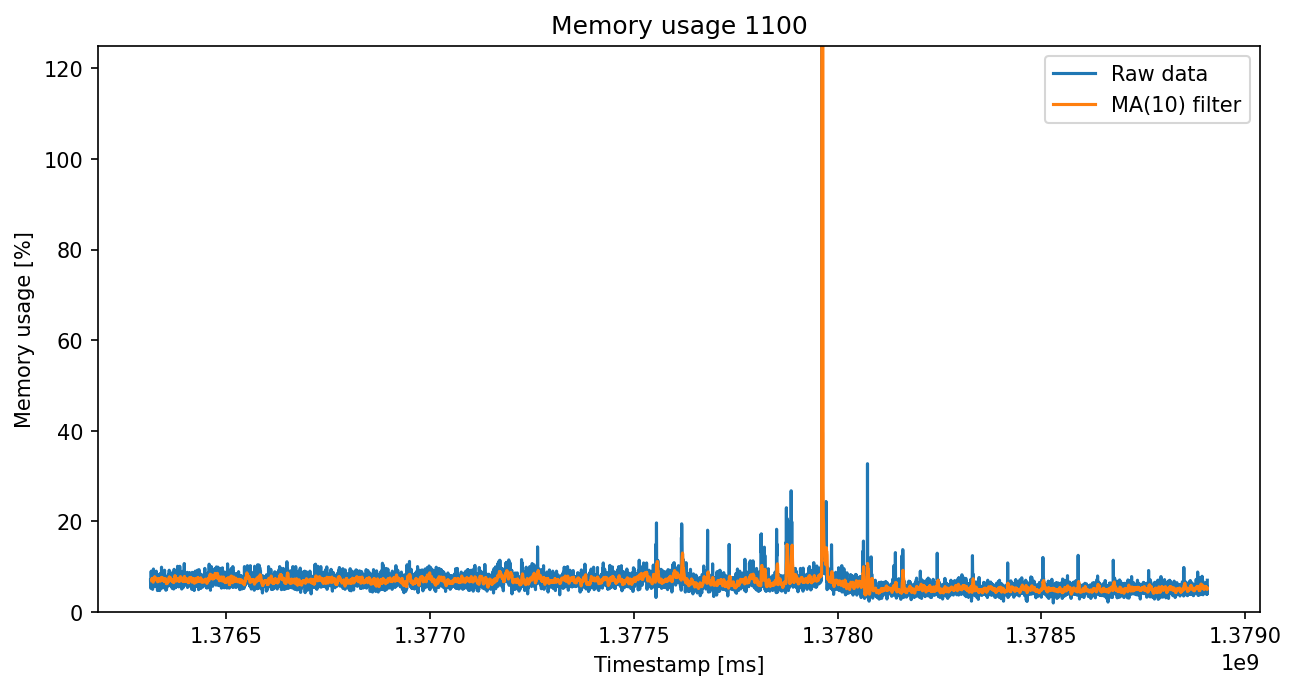 Memory usage 1100
Raw data
MA(10) filter
Memory usage [%]
120
100
80
60
40
20
0
1.3765 1.3770 1.3775 1.3780 1.3785 1.3790
1e9
Timestamp [ms]